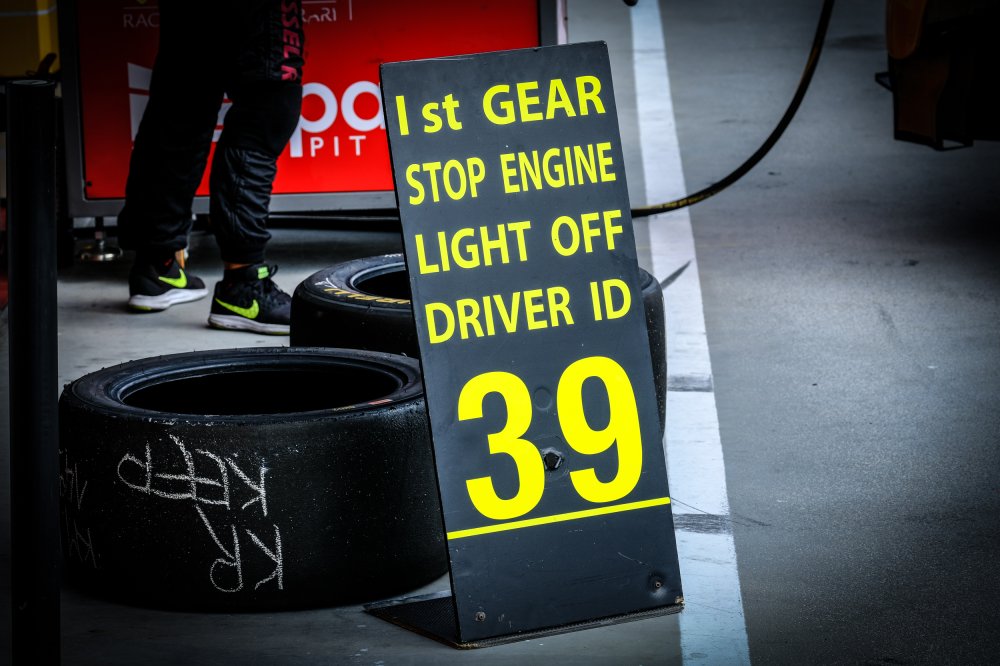 1st GEAR
STOP ENGINE
LIGHT OFF
DRIVER ID
39
PIT
KEEP
KR